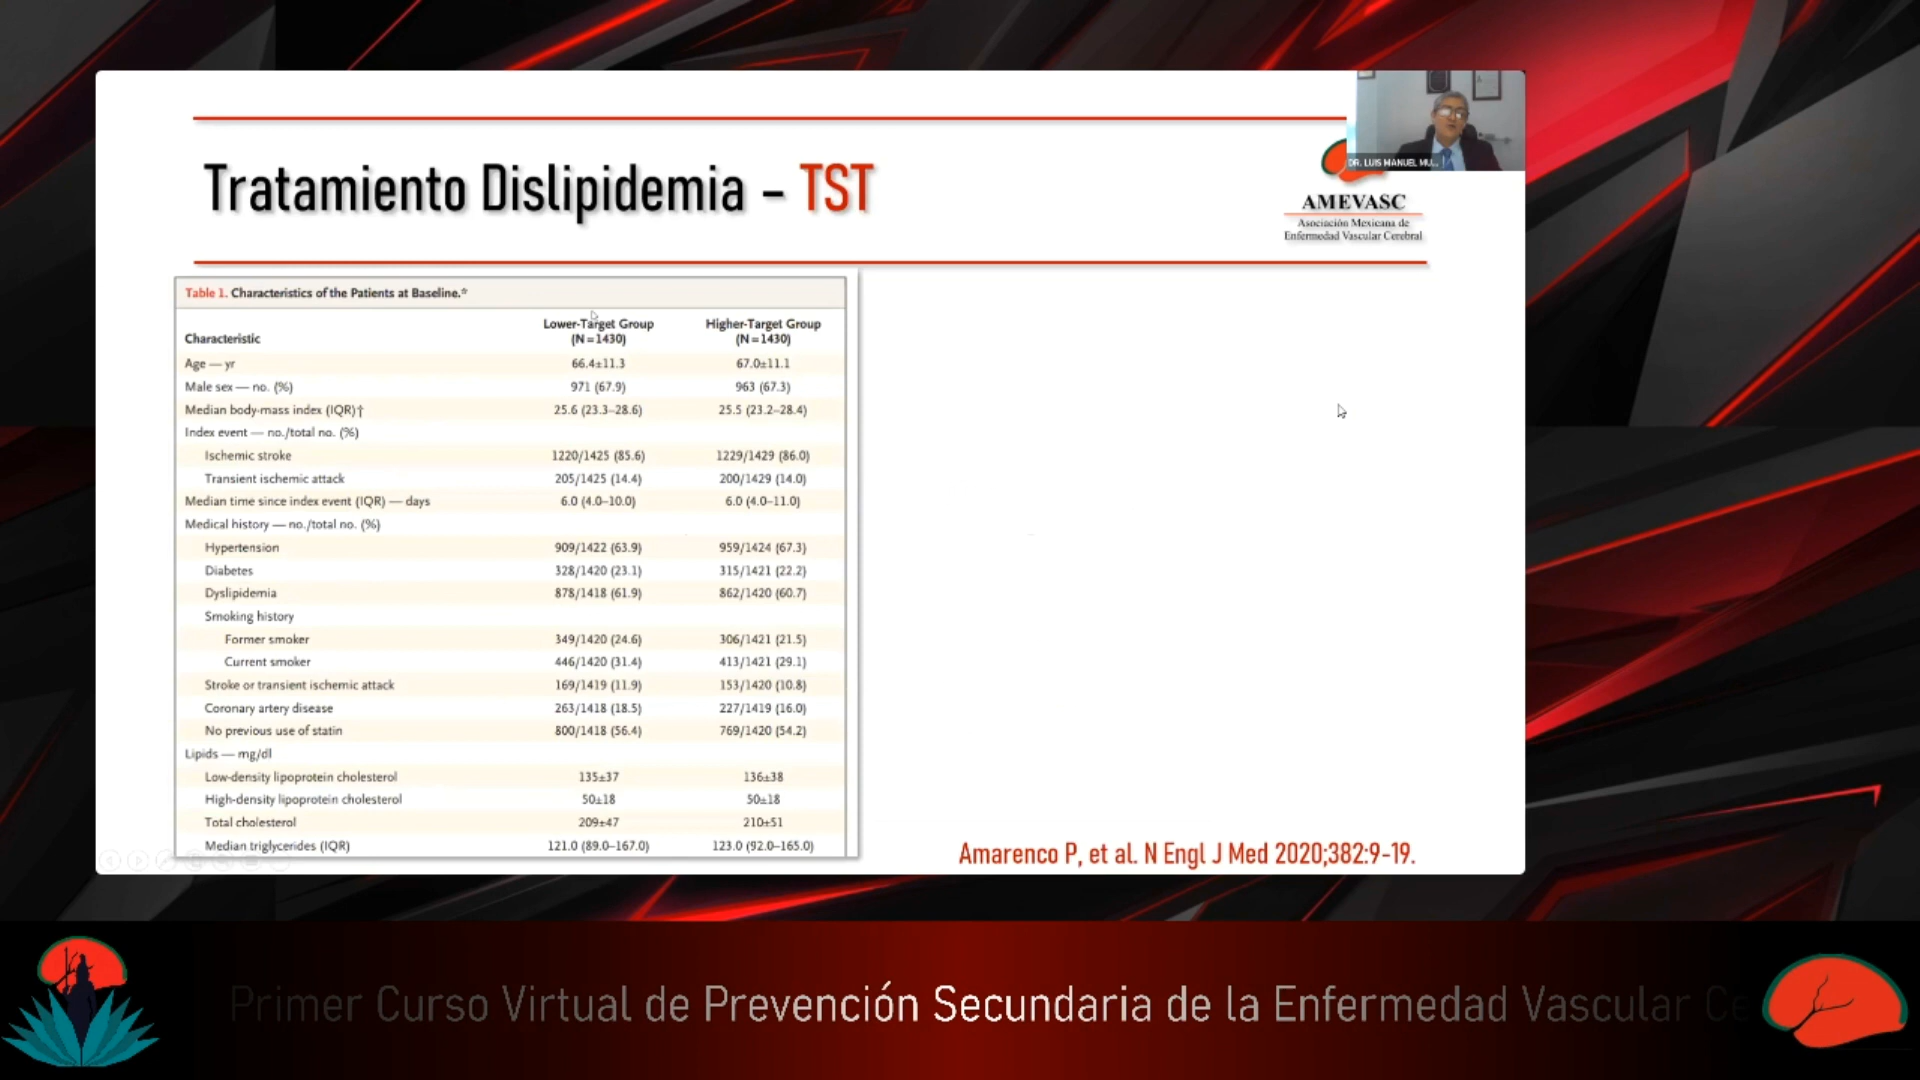 DR. LUIS MANUEL MU...
Tratamiento Dislipidemia – TST
AMEVASC
Asociación Mexicana de
Enfermedad Vascular Cerebral
Table 1. Characteristics of the Patients at Baseline.*
Characteristic Lower-Target Group (N=1430) Higher-Target Group (N=1430)
Age — yr 66.4±11.3 67.0±11.1
Male sex — no. (%) 971 (67.9) 963 (67.3)
Median body-mass index (IQR)† 25.6 (23.3–28.6) 25.5 (23.2–28.4)
Index event — no./total no. (%)
Ischemic stroke 1220/1425 (85.6) 1229/1429 (86.0)
Transient ischemic attack 205/1425 (14.4) 200/1429 (14.0)
Median time since index event (IQR) — days 6.0 (4.0–10.0) 6.0 (4.0–11.0)
Medical history — no./total no. (%)
Hypertension 909/1422 (63.9) 959/1424 (67.3)
Diabetes 328/1420 (23.1) 315/1421 (22.2)
Dyslipidemia 878/1418 (61.9) 862/1420 (60.7)
Smoking history
Former smoker 349/1420 (24.6) 306/1421 (21.5)
Current smoker 446/1420 (31.4) 413/1421 (29.1)
Stroke or transient ischemic attack 169/1419 (11.9) 153/1420 (10.8)
Coronary artery disease 263/1418 (18.5) 227/1419 (16.0)
No previous use of statin 800/1418 (56.4) 769/1420 (54.2)
Lipids — mg/dl
Low-density lipoprotein cholesterol 135±37 136±38
High-density lipoprotein cholesterol 50±18 50±18
Total cholesterol 209±47 210±51
Median triglycerides (IQR) 121.0 (89.0–167.0) 123.0 (92.0–165.0)
Amarenco P, et al. N Engl J Med 2020;382:9-19.
Primer Curso Virtual de Prevención Secundaria de la Enfermedad Vascular Ce